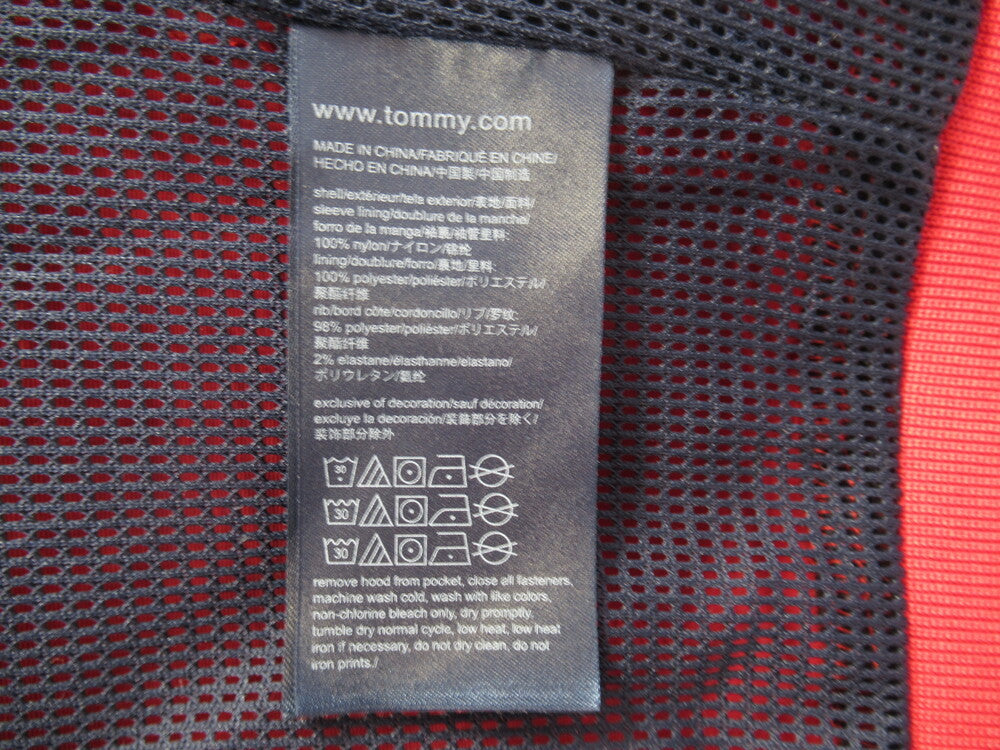 www.tommy.com
MADE IN CHINA/FABRIQUÉ EN CHINE/
HECHO EN CHINA/中国製/中国制造
shell/extérieur/tela exterior/表地/面料/
sleeve lining/doublure de la manche/
forro de la manga/袖裏/袖管里料:
100% nylon/ナイロン/锦纶
lining/doublure/forro/裏地/里料:
100% polyester/poliéster/ポリエステル/
聚酯纤维
rib/bord côte/cordoncillo/リブ/罗纹:
98% polyester/poliéster/ポリエステル/
聚酯纤维
2% elastane/élasthanne/elastano/
ポリウレタン/氨纶
exclusive of decoration/sauf décoration/
excluye la decoración/装飾部分を除く/
装饰部分除外
30
30
30
remove hood from pocket, close all fasteners,
machine wash cold, wash with like colors,
non-chlorine bleach only, dry promptly,
tumble dry normal cycle, low heat, low heat
iron if necessary, do not dry clean, do not
iron prints./